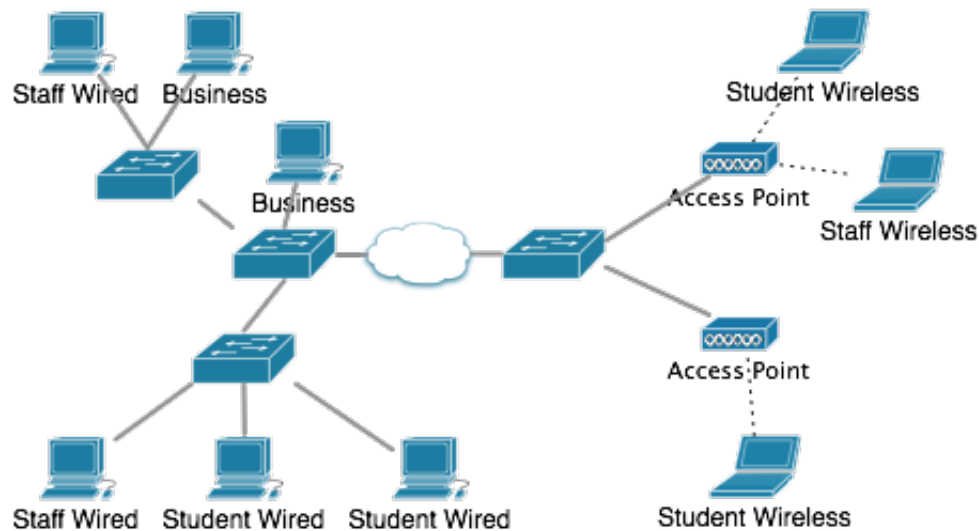 Staff Wired
Business
Student Wireless
Business
Access Point
Staff Wireless
Access Point
Staff Wired
Student Wired
Student Wired
Student Wireless